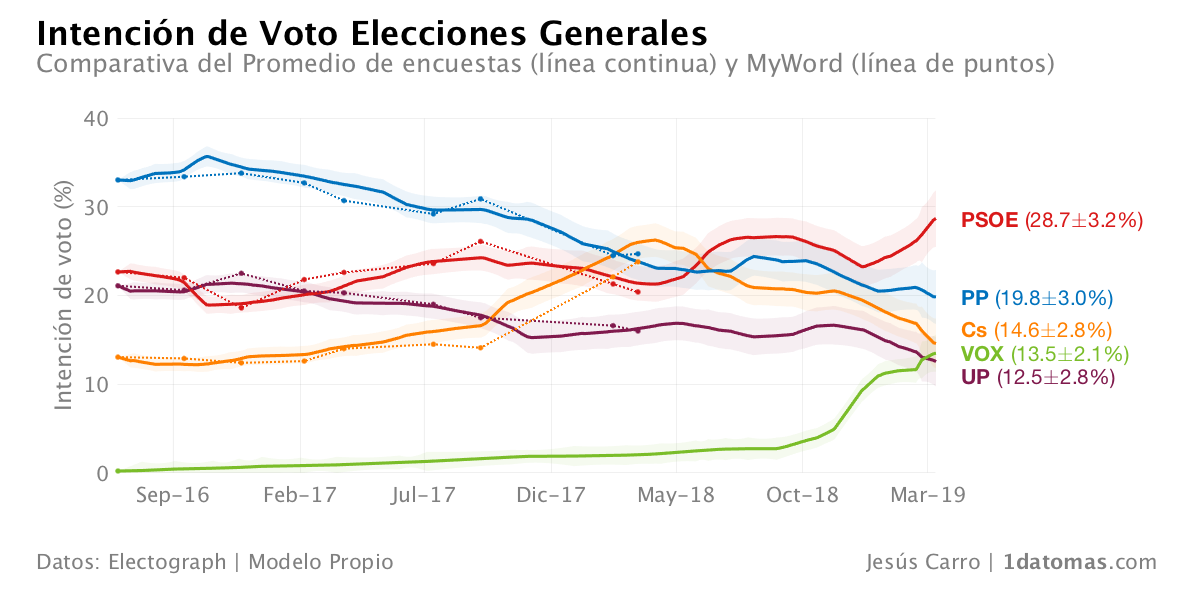 Intención de Voto Elecciones Generales
Comparativa del Promedio de encuestas (línea continua) y MyWord (línea de puntos)
Intención de voto (%)
40
30
20
10
0
Sep−16
Feb−17
Jul−17
Dic−17
May−18
Oct−18
Mar−19
PSOE (28.7±3.2%)
PP (19.8±3.0%)
Cs (14.6±2.8%)
VOX (13.5±2.1%)
UP (12.5±2.8%)
Datos: Electograph | Modelo Propio
Jesús Carro | 1datomas.com